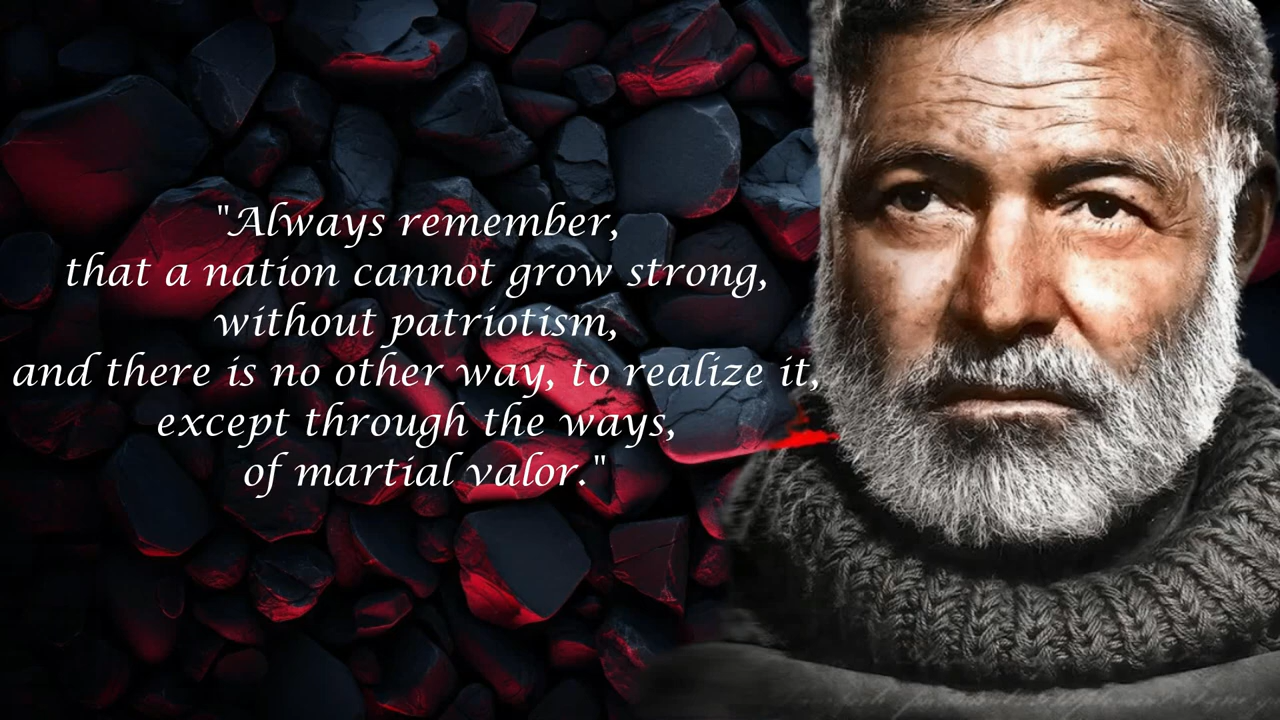 "Always remember,
that a nation cannot grow strong,
without patriotism,
and there is no other way, to realize it,
except through the ways,
of martial valor."